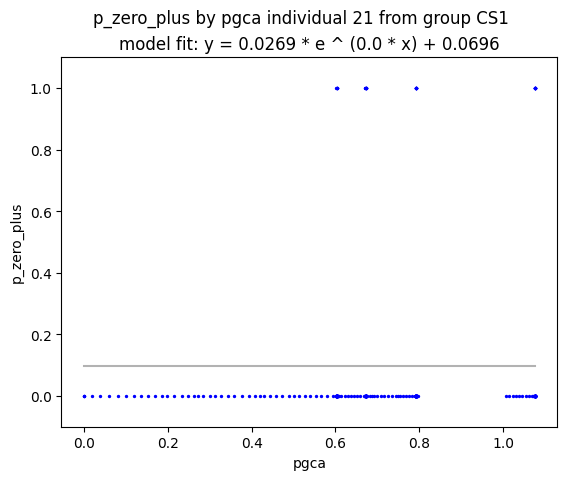 p_zero_plus by pgca individual 21 from group CS1
model fit: y = 0.0269 * e ^ (0.0 * x) + 0.0696
1.0
0.8
0.6
0.4
0.2
0.0
p_zero_plus
0.0 0.2 0.4 0.6 0.8 1.0
pgca